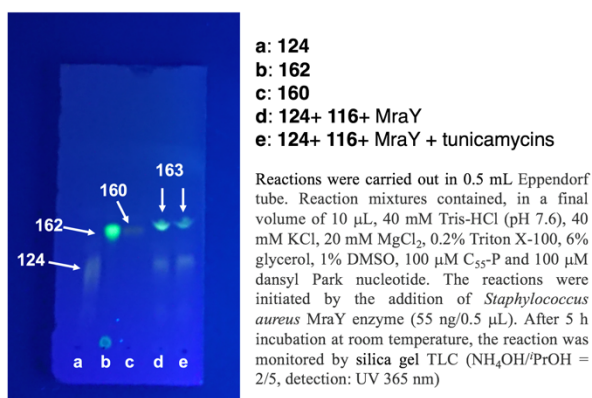 a: 124
b: 162
c: 160
d: 124+ 116+ MraY
e: 124+ 116+ MraY + tunicamycins
163
160
162
124
a b c d e
Reactions were carried out in 0.5 mL Eppendorf
tube. Reaction mixtures contained, in a final
volume of 10 μL, 40 mM Tris-HCl (pH 7.6), 40
mM KCl, 20 mM MgCl₂, 0.2% Triton X-100, 6%
glycerol, 1% DMSO, 100 μM C₅₅-P and 100 μM
dansyl Park nucleotide. The reactions were
initiated by the addition of Staphylococcus
aureus MraY enzyme (55 ng/0.5 μL). After 5 h
incubation at room temperature, the reaction was
monitored by silica gel TLC (NH₄OH/ⁱPrOH =
2/5, detection: UV 365 nm)